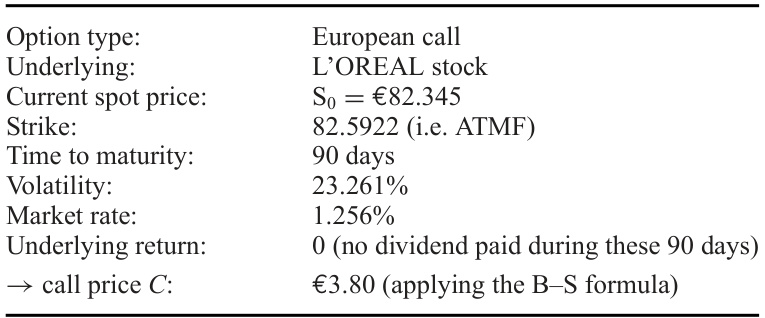 Option type: European call
Underlying: L'OREAL stock
Current spot price: S₀ = €82.345
Strike: 82.5922 (i.e. ATMF)
Time to maturity: 90 days
Volatility: 23.261%
Market rate: 1.256%
Underlying return: 0 (no dividend paid during these 90 days)
→ call price C: €3.80 (applying the B–S formula)